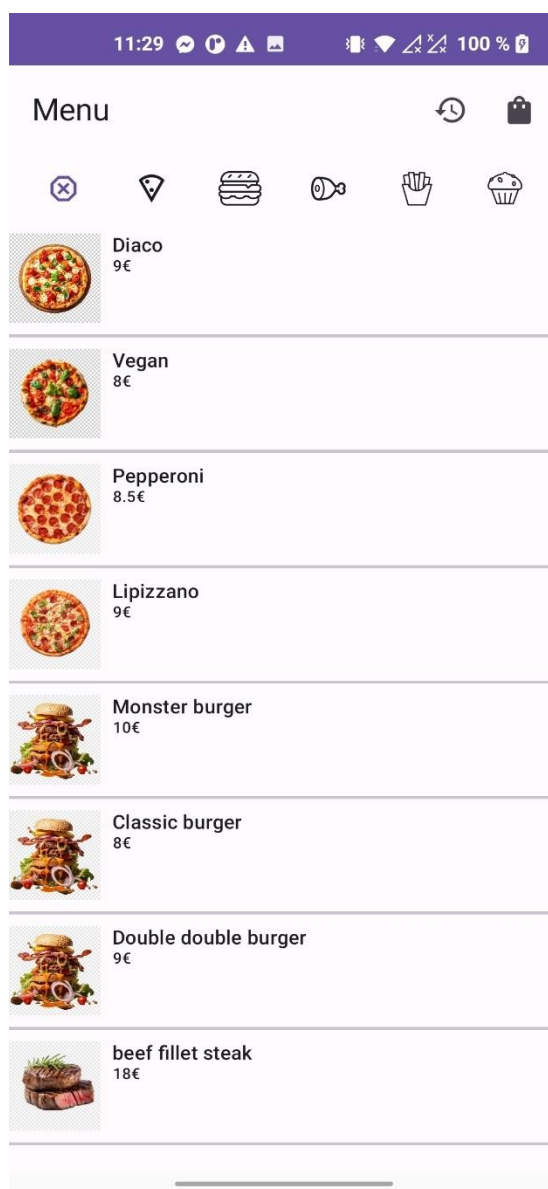 11:29 100 %
Menu
Diaco
9€
Vegan
8€
Pepperoni
8.5€
Lipizzano
9€
Monster burger
10€
Classic burger
8€
Double double burger
9€
beef fillet steak
18€